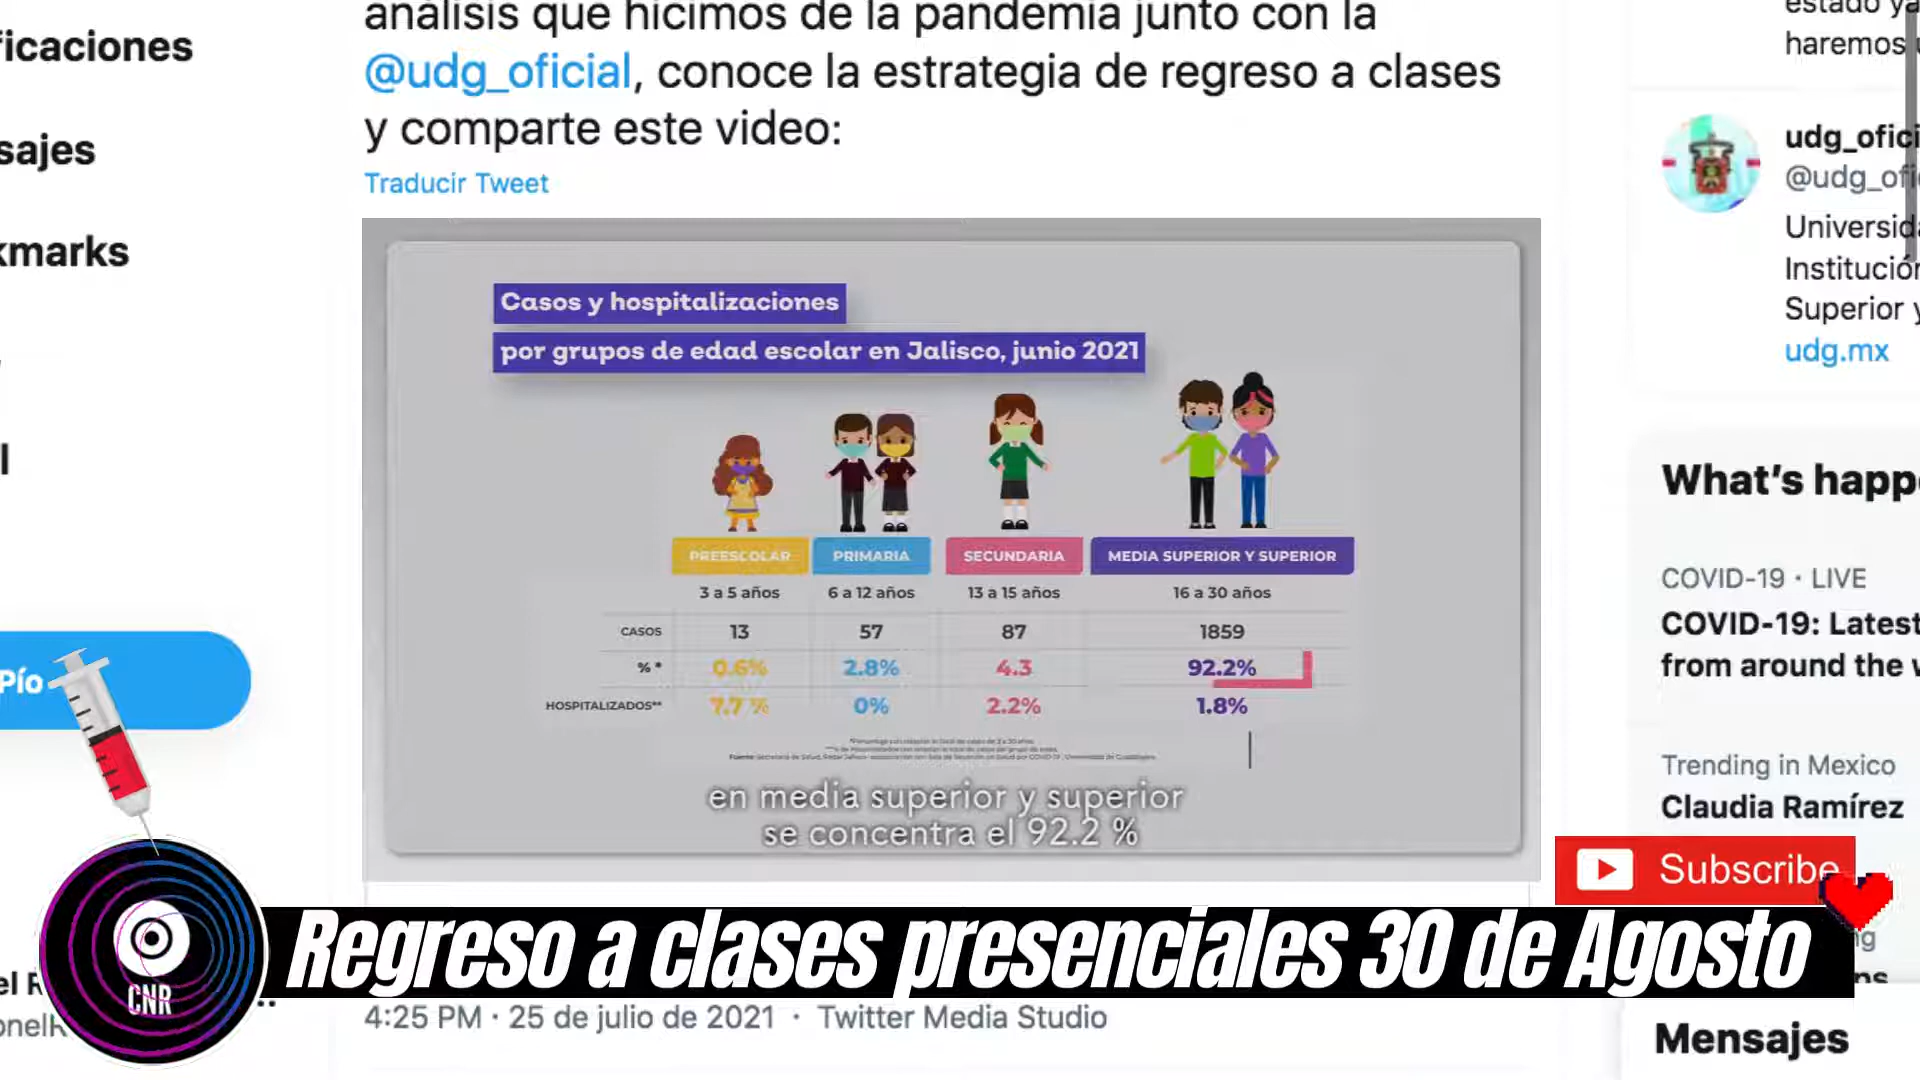 ficaciones
sajes
kmarks
l
Pío
análisis que hicimos de la pandemia junto con la
@udg_oficial, conoce la estrategia de regreso a clases
y comparte este video:
Traducir Tweet
Casos y hospitalizaciones
por grupos de edad escolar en Jalisco, junio 2021
PREESCOLAR PRIMARIA SECUNDARIA MEDIA SUPERIOR Y SUPERIOR
3 a 5 años 6 a 12 años 13 a 15 años 16 a 30 años
CASOS 13 57 87 1859
% * 0.6% 2.8% 4.3 92.2%
HOSPITALIZADOS** 7.7 % 0% 2.2% 1.8%
en media superior y superior
se concentra el 92.2 %
haremos
udg_ofici
@udg_ofi
Universida
Institución
Superior y
udg.mx
What's happe
COVID-19 · LIVE
COVID-19: Latest
from around the w
Trending in Mexico
Claudia Ramírez
Subscribe
CNR
Regreso a clases presenciales 30 de Agosto
el R
onelR
4:25 PM · 25 de julio de 2021 · Twitter Media Studio
Mensajes